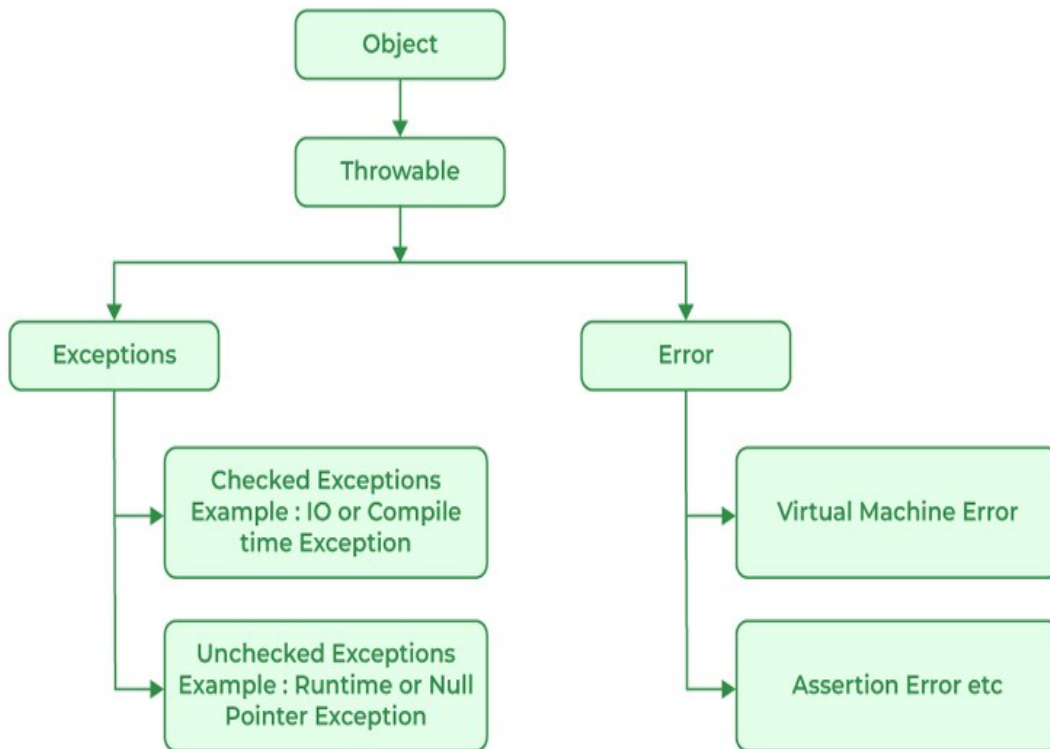 Object
Throwable
Exceptions
Error
Checked Exceptions
Example : IO or Compile
time Exception
Virtual Machine Error
Unchecked Exceptions
Example : Runtime or Null
Pointer Exception
Assertion Error etc